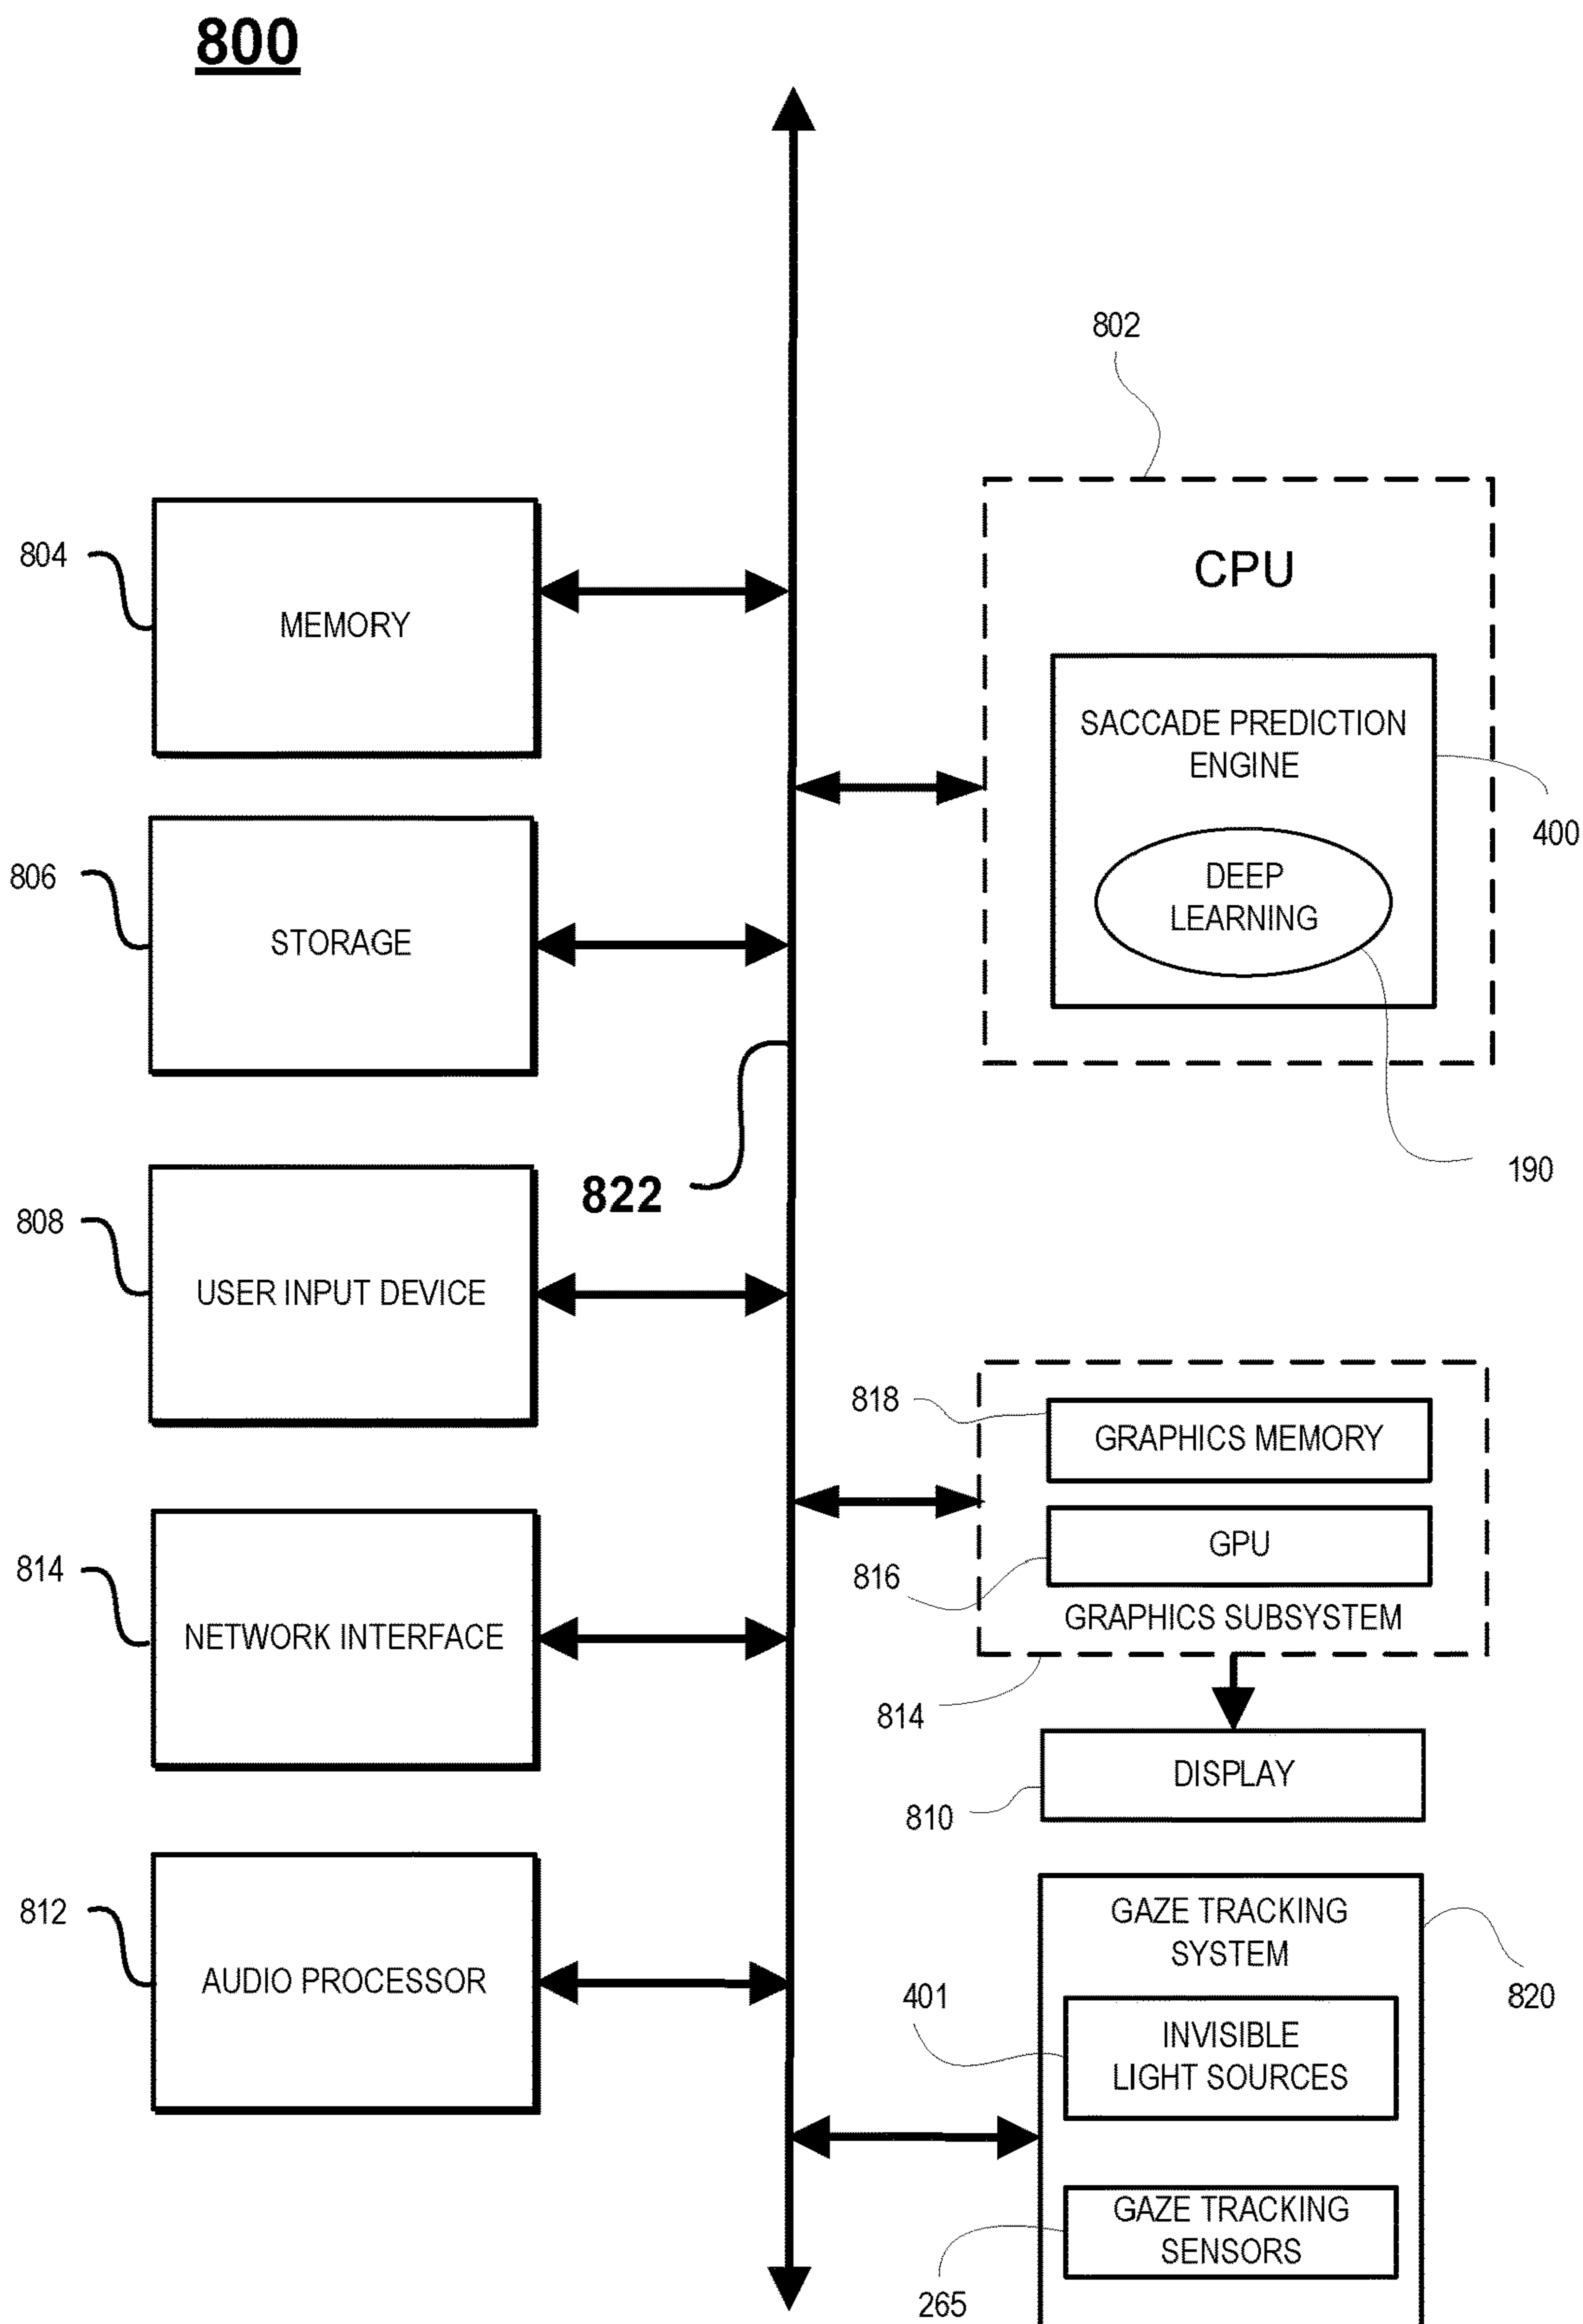 800
802
804
MEMORY
CPU
SACCADE PREDICTION
ENGINE
400
DEEP
LEARNING
190
806
STORAGE
822
808
USER INPUT DEVICE
818
GRAPHICS MEMORY
816
GPU
GRAPHICS SUBSYSTEM
814
814
NETWORK INTERFACE
DISPLAY
810
812
AUDIO PROCESSOR
GAZE TRACKING
SYSTEM
820
401
INVISIBLE
LIGHT SOURCES
GAZE TRACKING
SENSORS
265